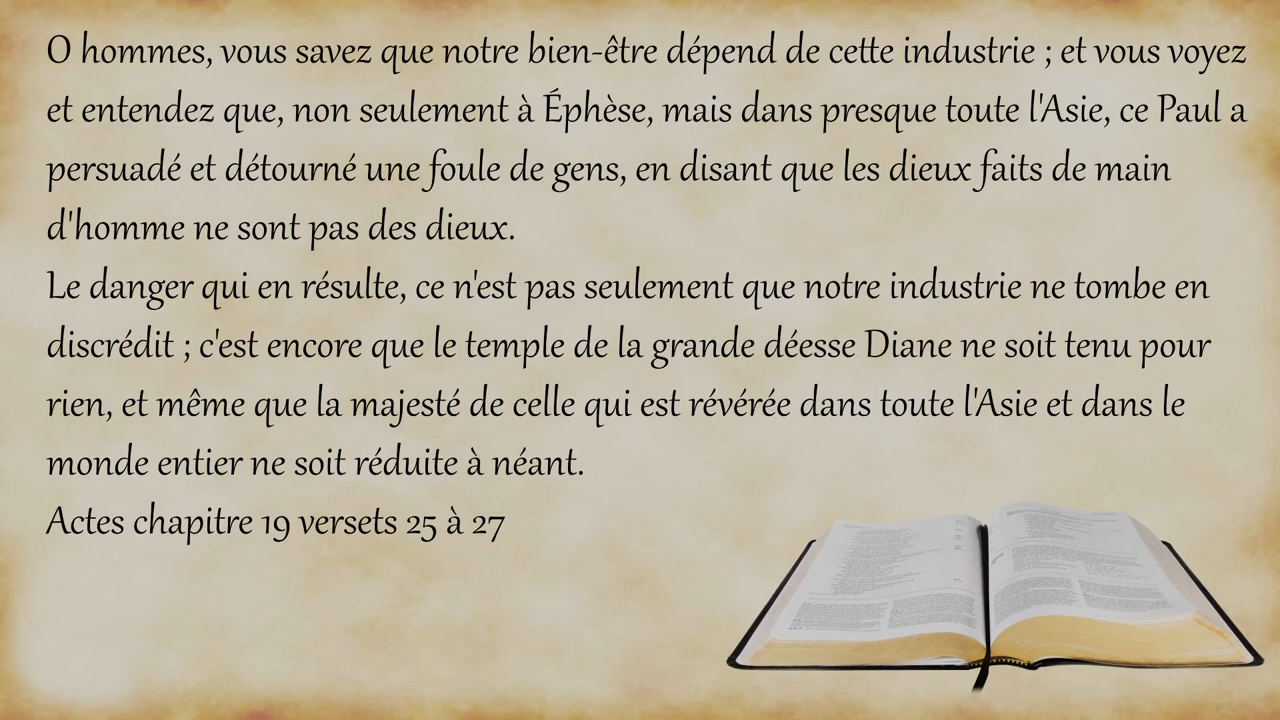 O hommes, vous savez que notre bien-être dépend de cette industrie ; et vous voyez
et entendez que, non seulement à Éphèse, mais dans presque toute l'Asie, ce Paul a
persuadé et détourné une foule de gens, en disant que les dieux faits de main
d'homme ne sont pas des dieux.
Le danger qui en résulte, ce n'est pas seulement que notre industrie ne tombe en
discrédit ; c'est encore que le temple de la grande déesse Diane ne soit tenu pour
rien, et même que la majesté de celle qui est révérée dans toute l'Asie et dans le
monde entier ne soit réduite à néant.
Actes chapitre 19 versets 25 à 27